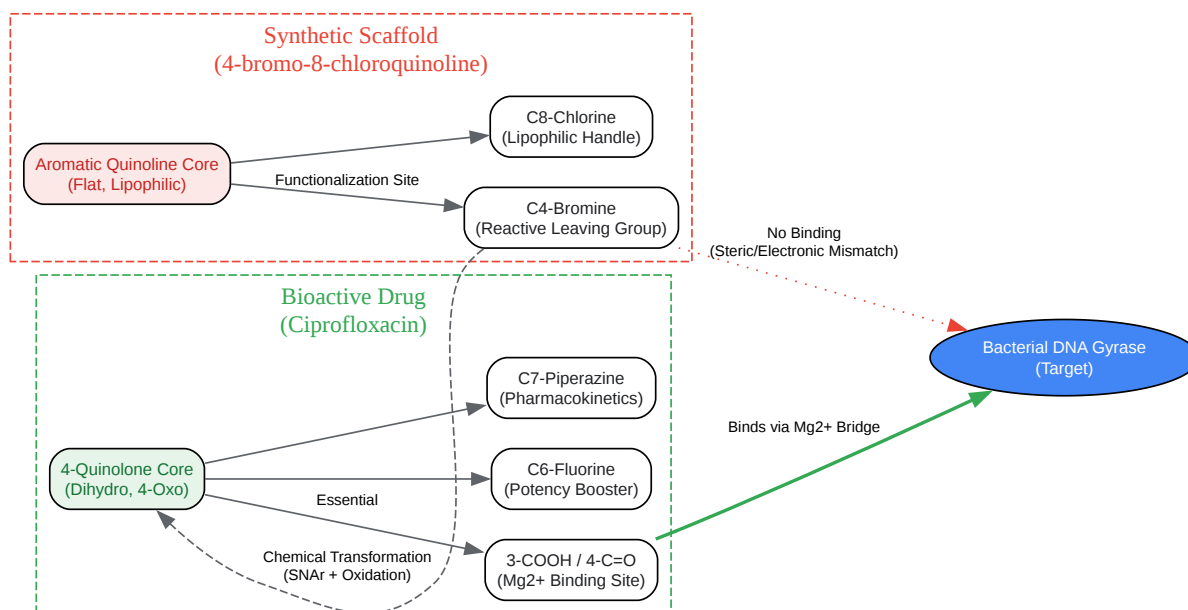 Synthetic Scaffold
(4-bromo-8-chloroquinoline)
C8-Chlorine
(Lipophilic Handle)
Aromatic Quinoline Core
(Flat, Lipophilic)
Functionalization Site
C4-Bromine
(Reactive Leaving Group)
No Binding
(Steric/Electronic Mismatch)
Bioactive Drug
(Ciprofloxacin)
Bacterial DNA Gyrase
(Target)
C7-Piperazine
(Pharmacokinetics)
Binds via Mg2+ Bridge
4-Quinolone Core
(Dihydro, 4-Oxo)
C6-Fluorine
(Potency Booster)
Essential
Chemical Transformation
(SNAr + Oxidation)
3-COOH / 4-C=O
(Mg2+ Binding Site)